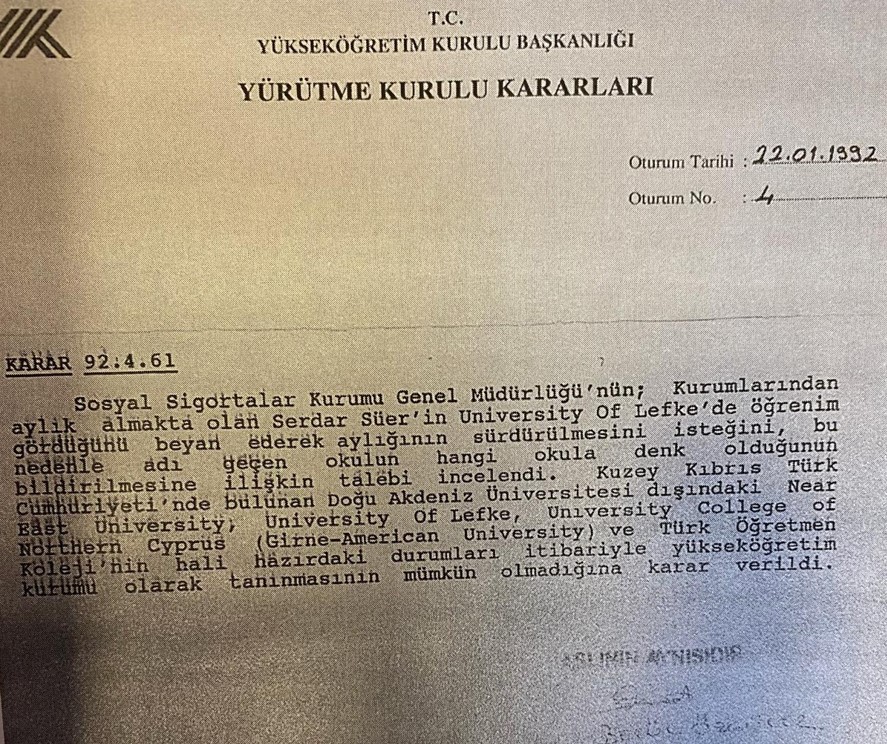 T.C.
YÜKSEKÖĞRETİM KURULU BAŞKANLIĞI
YÜRÜTME KURULU KARARLARI
Oturum Tarihi : 22.01.1992
Oturum No. : 4
KARAR 92.4.61
Sosyal Sigortalar Kurumu Genel Müdürlüğü'nün; Kurumlarından
aylık almakta olan Serdar Süer'in University Of Lefke'de öğrenim
gördüğünü beyan ederek aylığının sürdürülmesini isteğini, bu
nedenle adı geçen okulun hangi okula denk olduğunun
bildirilmesine ilişkin talebi incelendi. Kuzey Kıbrıs Türk
Cumhuriyeti'nde bulunan Doğu Akdeniz Üniversitesi dışındaki Near
East University, University Of Lefke, University College of
Northern Cyprus (Girne-American University) ve Türk Öğretmen
Koleji'nin hali hazırdaki durumları itibariyle yükseköğretim
kurumu olarak tanınmasının mümkün olmadığına karar verildi.
ASLININ AYNISIDIR